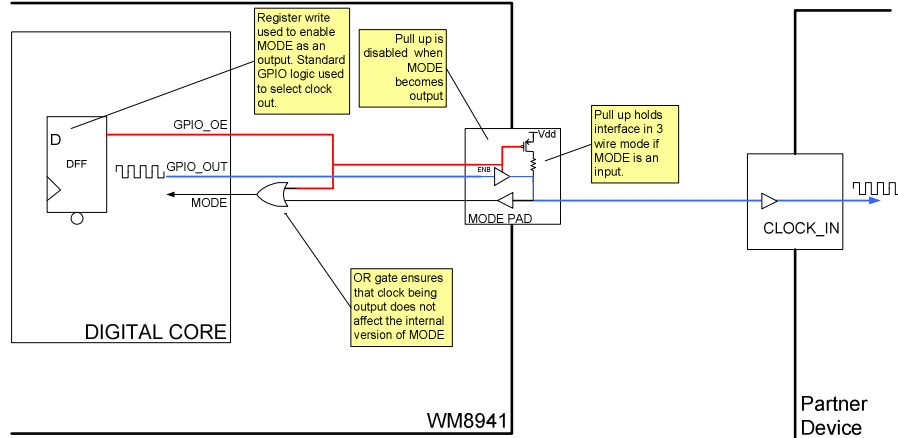 Register write
used to enable
MODE as an
output. Standard
GPIO logic used
to select clock
out.
Pull up is
disabled when
MODE
becomes
output
Pull up holds
interface in 3
wire mode if
MODE is an
input.
D
DFF
GPIO_OE
GPIO_OUT
MODE
ENB
Vdd
MODE PAD
CLOCK_IN
OR gate ensures
that clock being
output does not
affect the internal
version of MODE
DIGITAL CORE
WM8941
Partner
Device